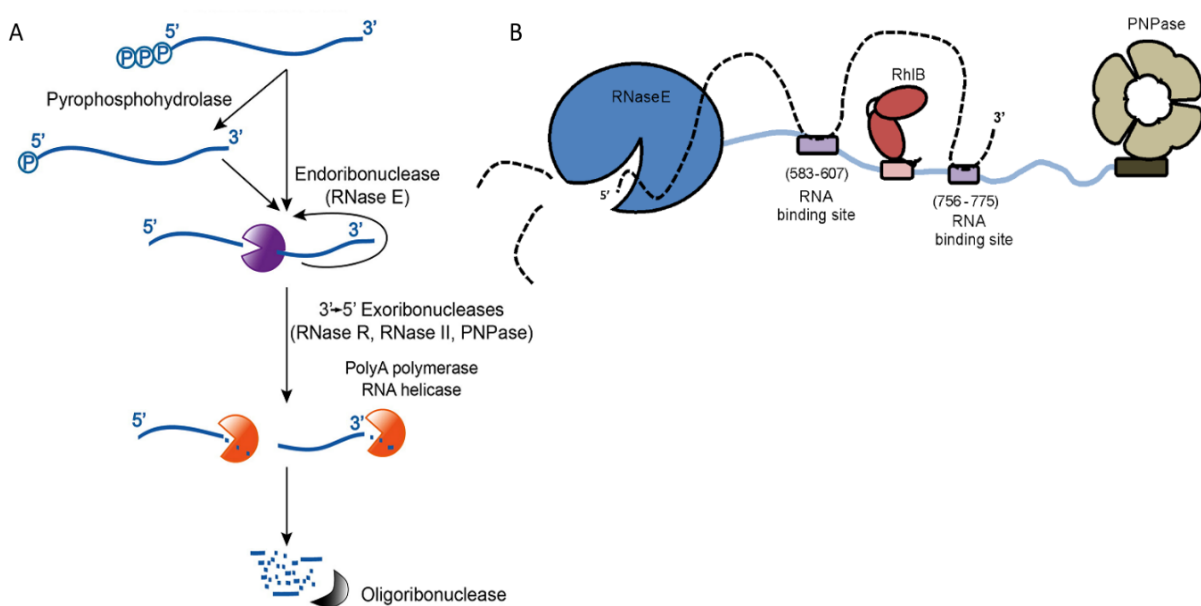 A
5'
3'
P P P
Pyrophosphohydrolase
5'
3'
P
Endoribonuclease
(RNase E)
5'
3'
3'→5' Exoribonucleases
(RNase R, RNase II, PNPase)
PolyA polymerase
RNA helicase
5'
3'
Oligoribonuclease
B
PNPase
RhlB
RNaseE
3'
5'
(583-607)
RNA
binding site
(756-775)
RNA
binding site